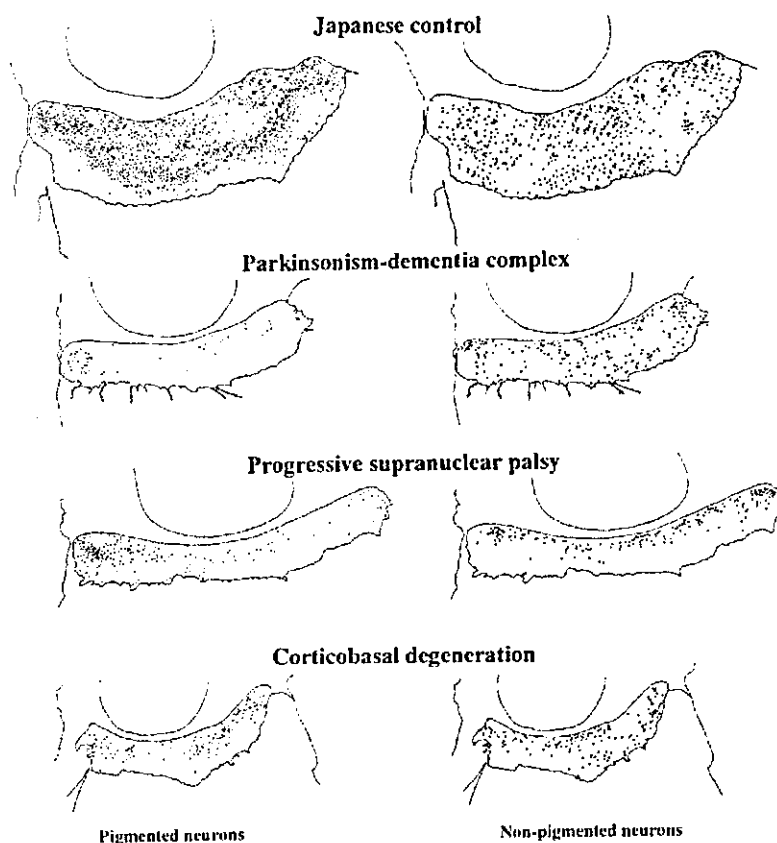 Japanese control
Parkinsonism-dementia complex
Progressive supranuclear palsy
Corticobasal degeneration
Pigmented neurons
Non-pigmented neurons